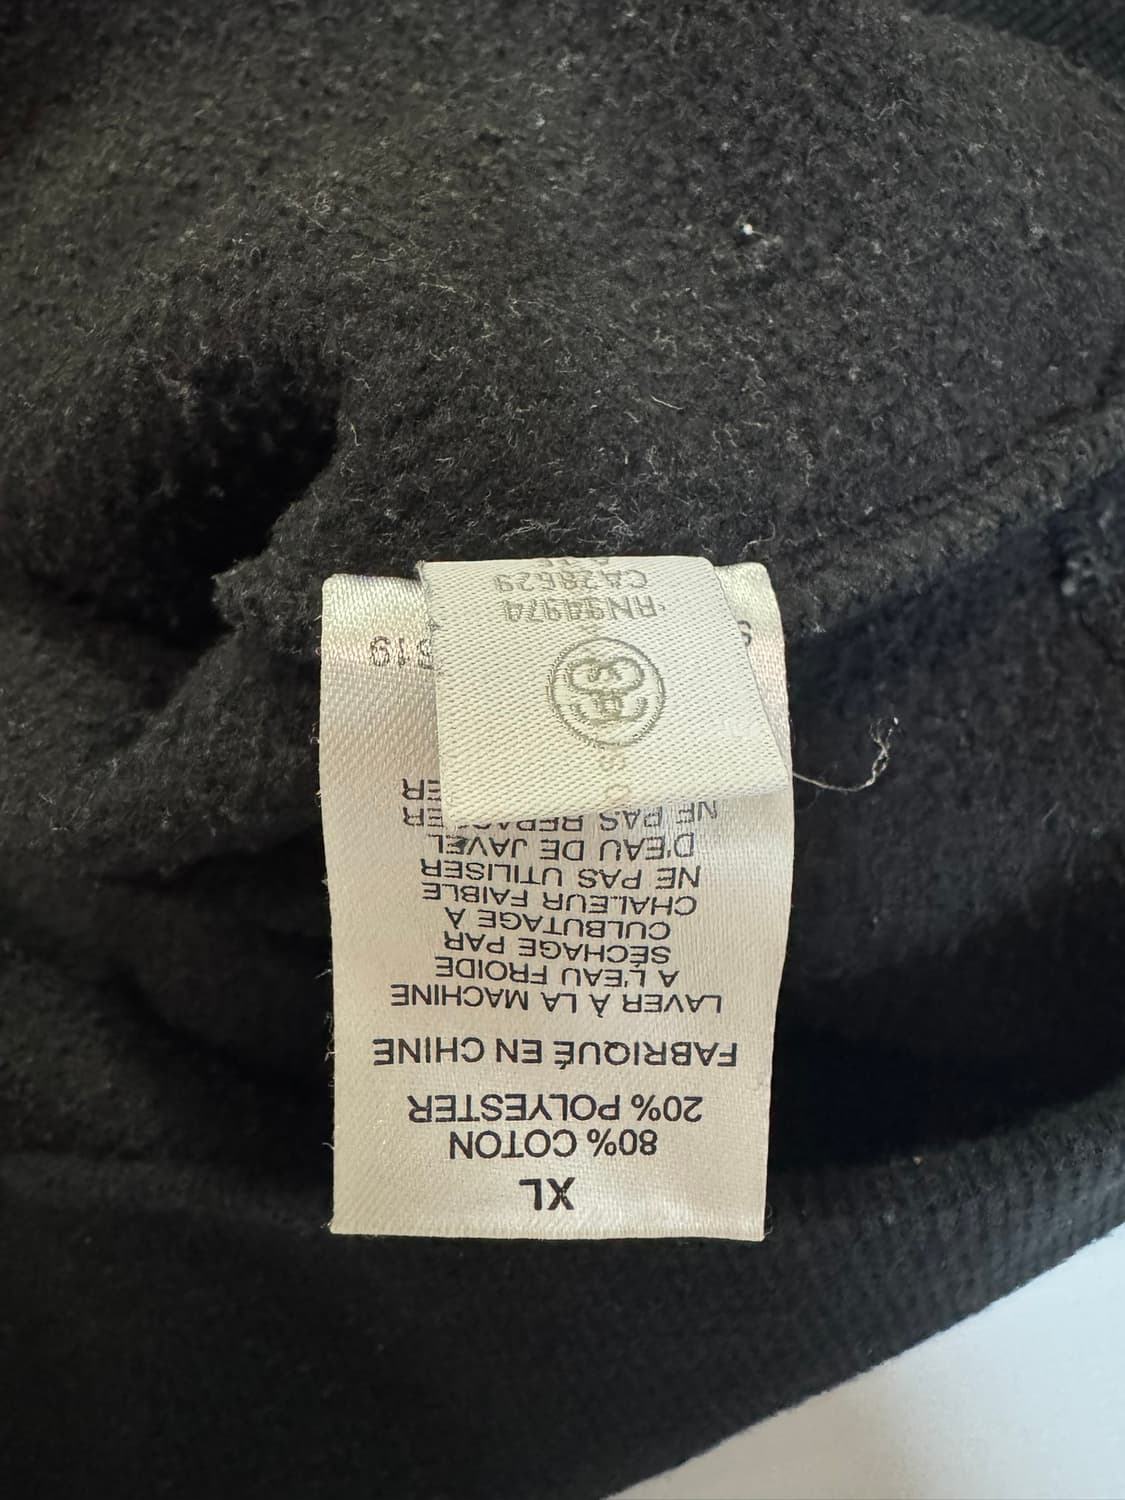 XL
80% COTON
20% POLYESTER
FABRIQUÉ EN CHINE
LAVER À LA MACHINE
A L'EAU FROIDE
SÉCHAGE PAR
CULBUTAGE À
CHALEUR FAIBLE
NE PAS UTILISER
D'EAU DE JAVEL
NE PAS REPASSER
RN94974
CA28629